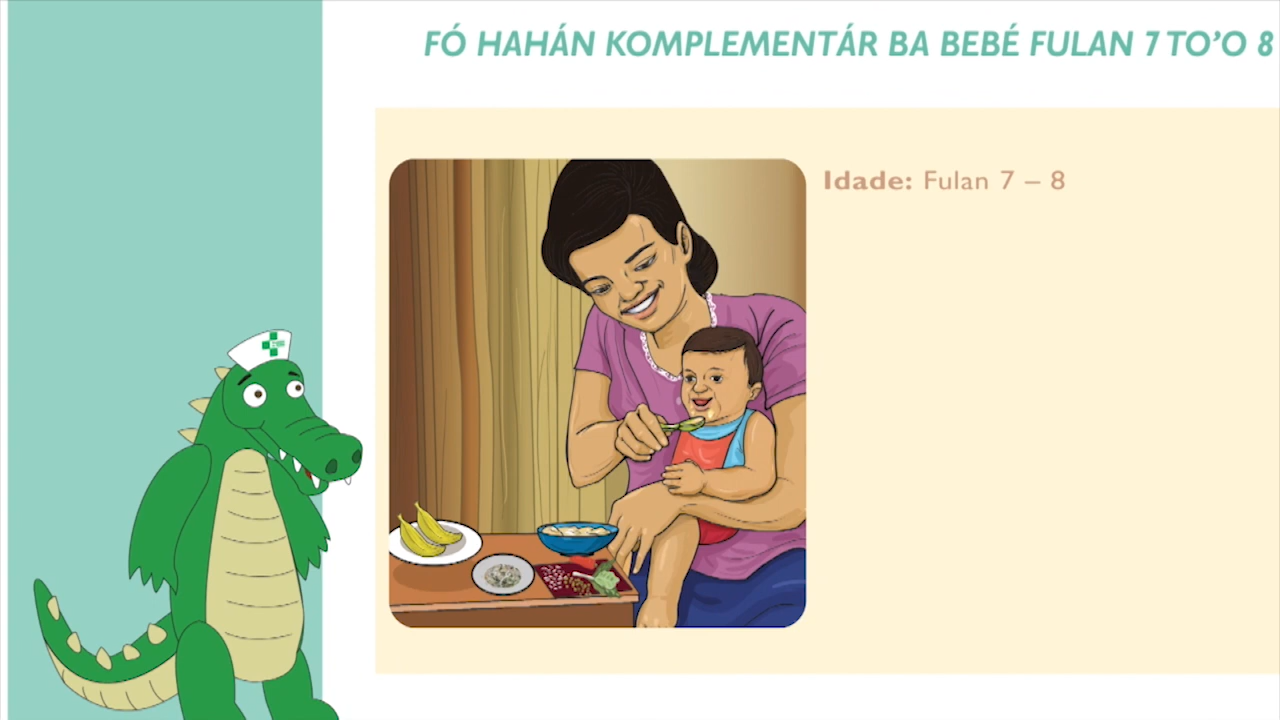 FÓ HAHÁN KOMPLEMENTÁR BA BEBÉ FULAN 7 TO’O 8
Idade: Fulan 7 – 8